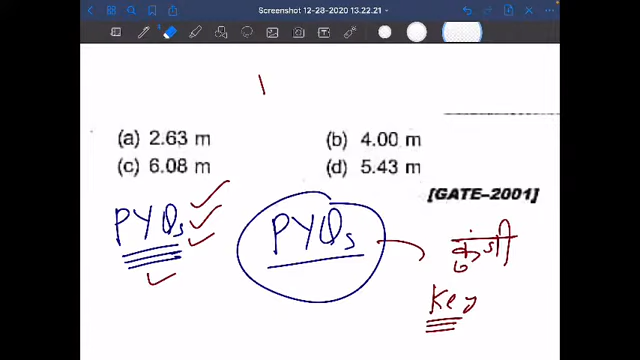 Screenshot 12-28-2020 13.22.21
(a) 2.63 m (b) 4.00 m
(c) 6.08 m (d) 5.43 m
[GATE–2001]
PYQs PYQs कुंजी
Key